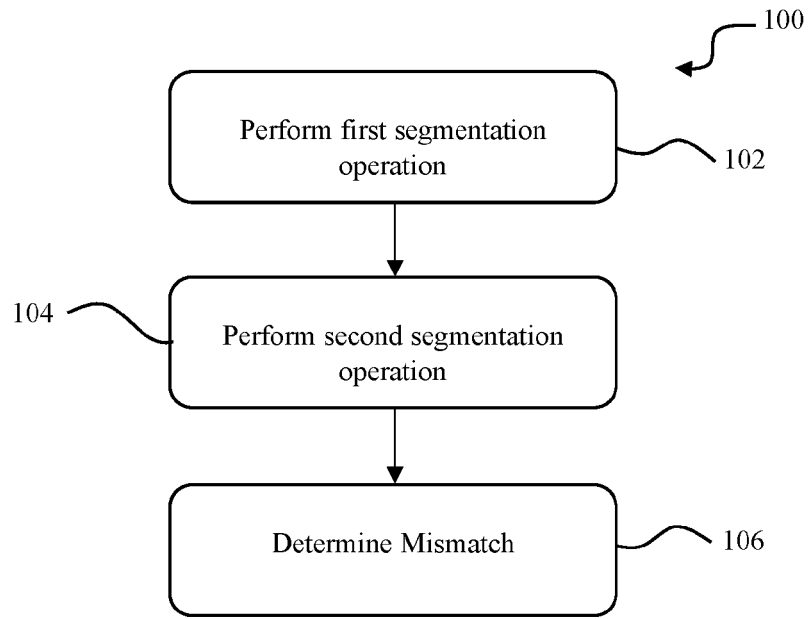 100
Perform first segmentation
operation
102
104
Perform second segmentation
operation
Determine Mismatch
106